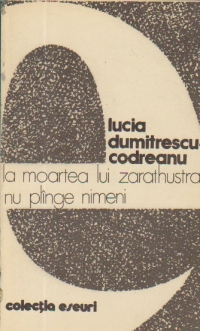 lucia
dumitrescu-
codreanu
la moartea lui zarathustra
nu plînge nimeni
colecția eseuri